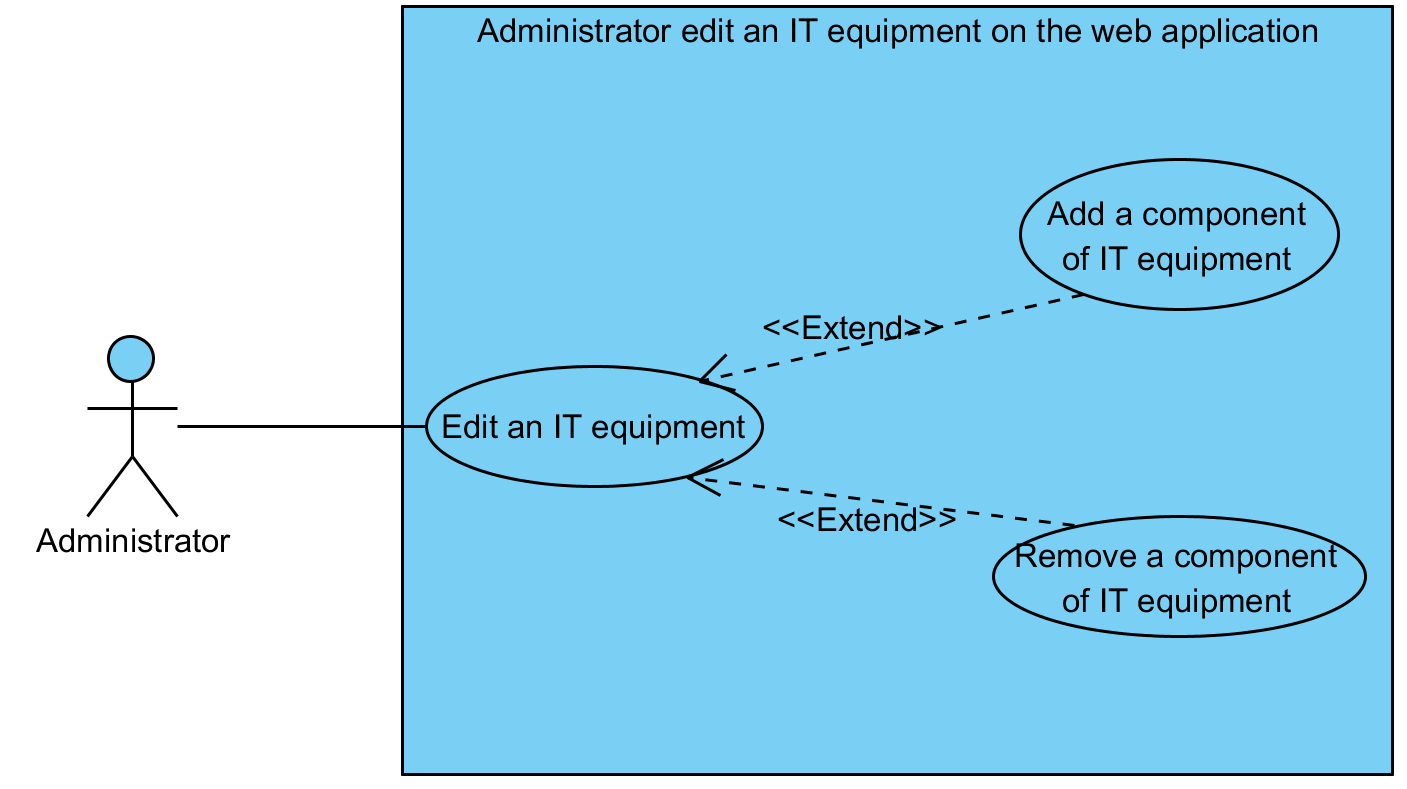 Administrator edit an IT equipment on the web application
Add a component
of IT equipment
<<Extend>>
Edit an IT equipment
<<Extend>>
Administrator
Remove a component
of IT equipment